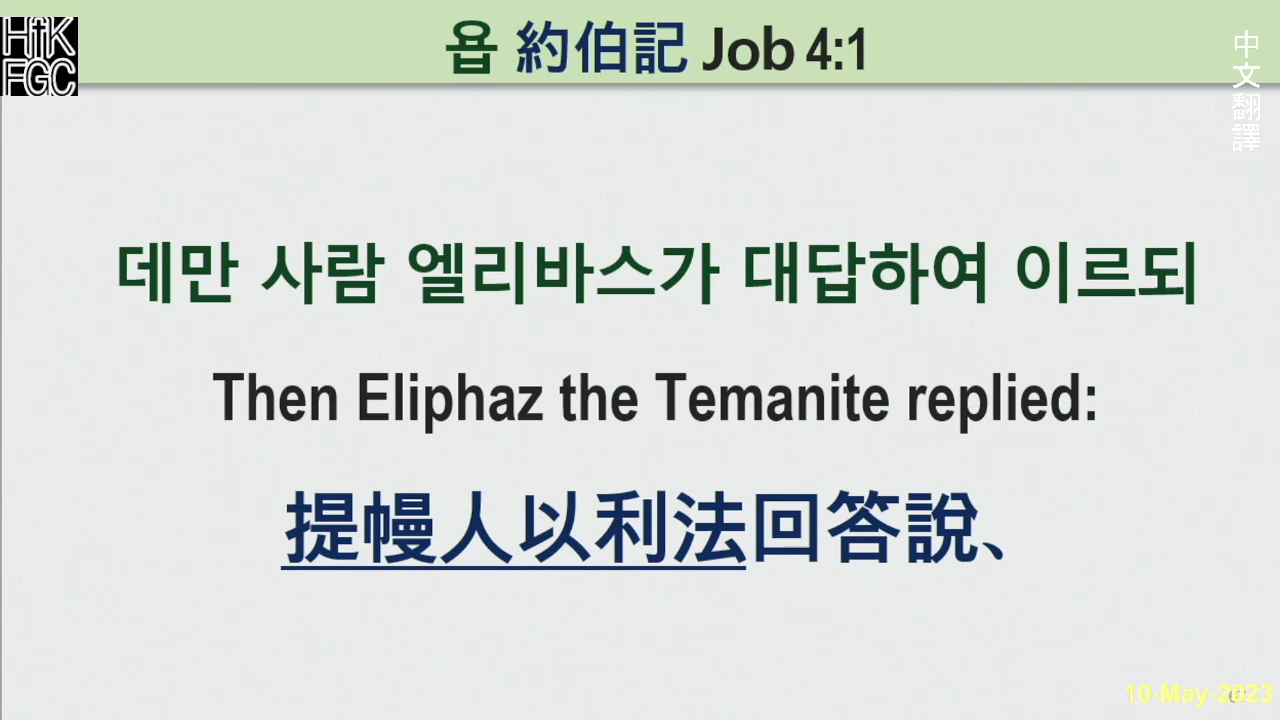 HfK
FGC
욥 約伯記 Job 4:1
中文翻譯
데만 사람 엘리바스가 대답하여 이르되
Then Eliphaz the Temanite replied:
提幔人以利法回答說、
10-May-2023